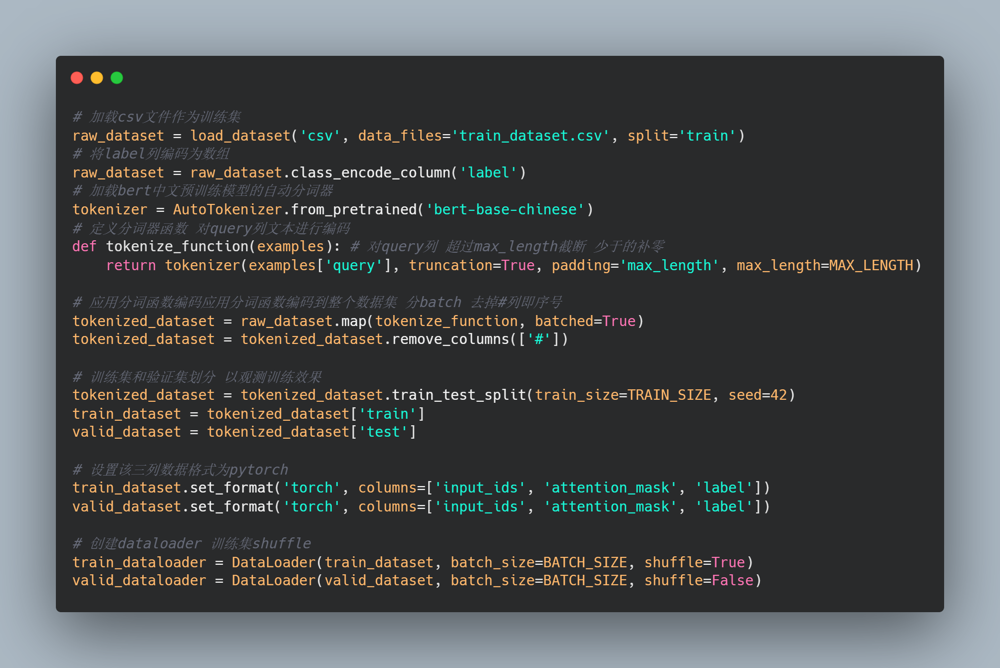 # 加载csv文件作为训练集
raw_dataset = load_dataset('csv', data_files='train_dataset.csv', split='train')
# 将label列编码为数组
raw_dataset = raw_dataset.class_encode_column('label')
# 加载bert中文预训练模型的自动分词器
tokenizer = AutoTokenizer.from_pretrained('bert-base-chinese')
# 定义分词器函数 对query列文本进行编码
def tokenize_function(examples): # 对query列 超过max_length截断 少于的补零
    return tokenizer(examples['query'], truncation=True, padding='max_length', max_length=MAX_LENGTH)

# 应用分词函数编码应用分词函数编码到整个数据集 分batch 去掉#列即序号
tokenized_dataset = raw_dataset.map(tokenize_function, batched=True)
tokenized_dataset = tokenized_dataset.remove_columns(['#'])

# 训练集和验证集划分 以观测训练效果
tokenized_dataset = tokenized_dataset.train_test_split(train_size=TRAIN_SIZE, seed=42)
train_dataset = tokenized_dataset['train']
valid_dataset = tokenized_dataset['test']

# 设置该三列数据格式为pytorch
train_dataset.set_format('torch', columns=['input_ids', 'attention_mask', 'label'])
valid_dataset.set_format('torch', columns=['input_ids', 'attention_mask', 'label'])

# 创建dataloader 训练集shuffle
train_dataloader = DataLoader(train_dataset, batch_size=BATCH_SIZE, shuffle=True)
valid_dataloader = DataLoader(valid_dataset, batch_size=BATCH_SIZE, shuffle=False)